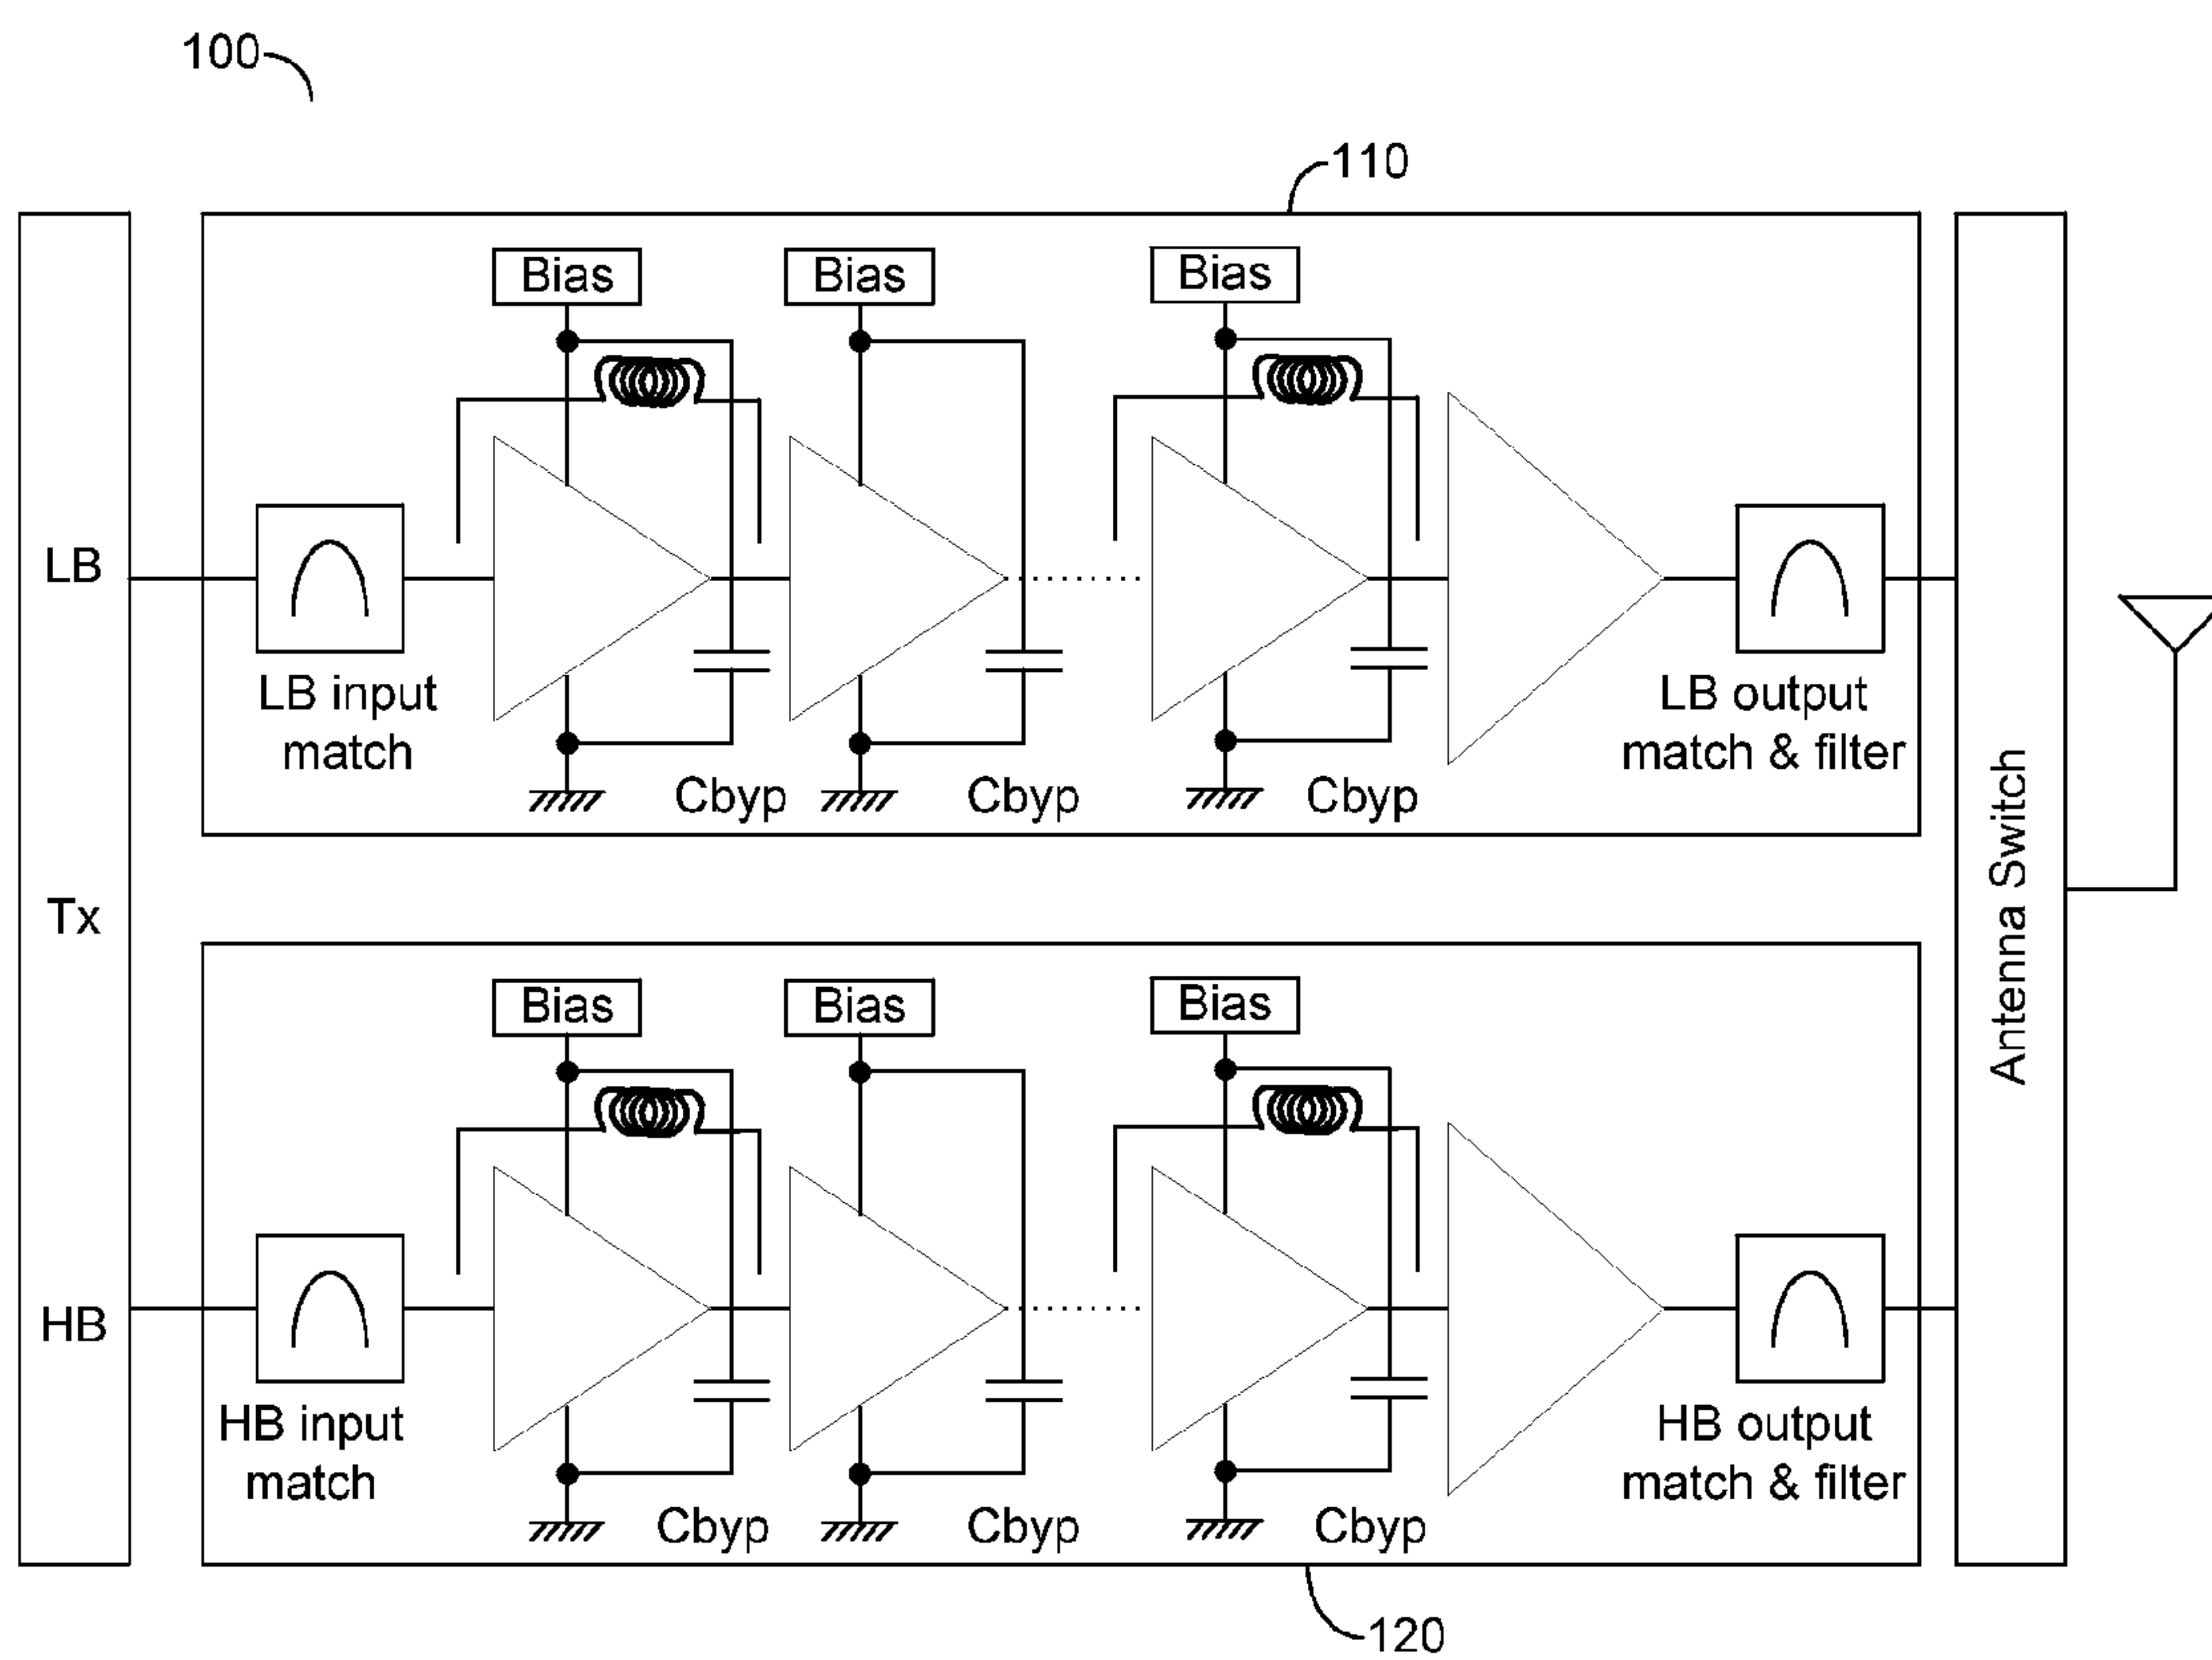 100
110
Bias
Bias
Bias
LB
LB input
match
Cbyp
Cbyp
Cbyp
LB output
match & filter
Tx
Antenna Switch
Bias
Bias
Bias
HB
HB input
match
Cbyp
Cbyp
Cbyp
HB output
match & filter
120